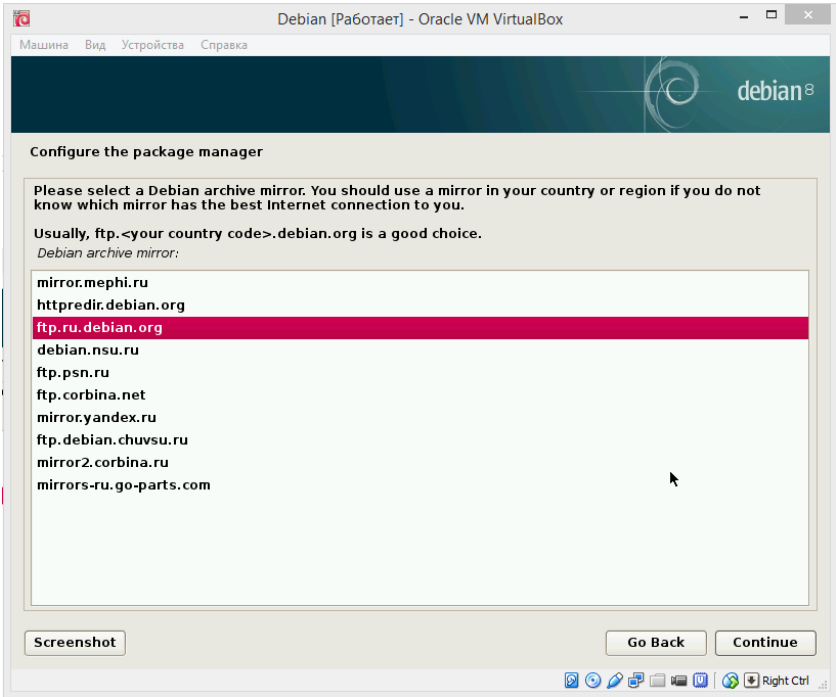 Debian [Работает] - Oracle VM VirtualBox
Машина Вид Устройства Справка
debian 8
Configure the package manager
Please select a Debian archive mirror. You should use a mirror in your country or region if you do not
know which mirror has the best Internet connection to you.
Usually, ftp.<your country code>.debian.org is a good choice.
Debian archive mirror:
mirror.mephi.ru
httpredir.debian.org
ftp.ru.debian.org
debian.nsu.ru
ftp.psn.ru
ftp.corbina.net
mirror.yandex.ru
ftp.debian.chuvsu.ru
mirror2.corbina.ru
mirrors-ru.go-parts.com
Screenshot
Go Back
Continue
Right Ctrl